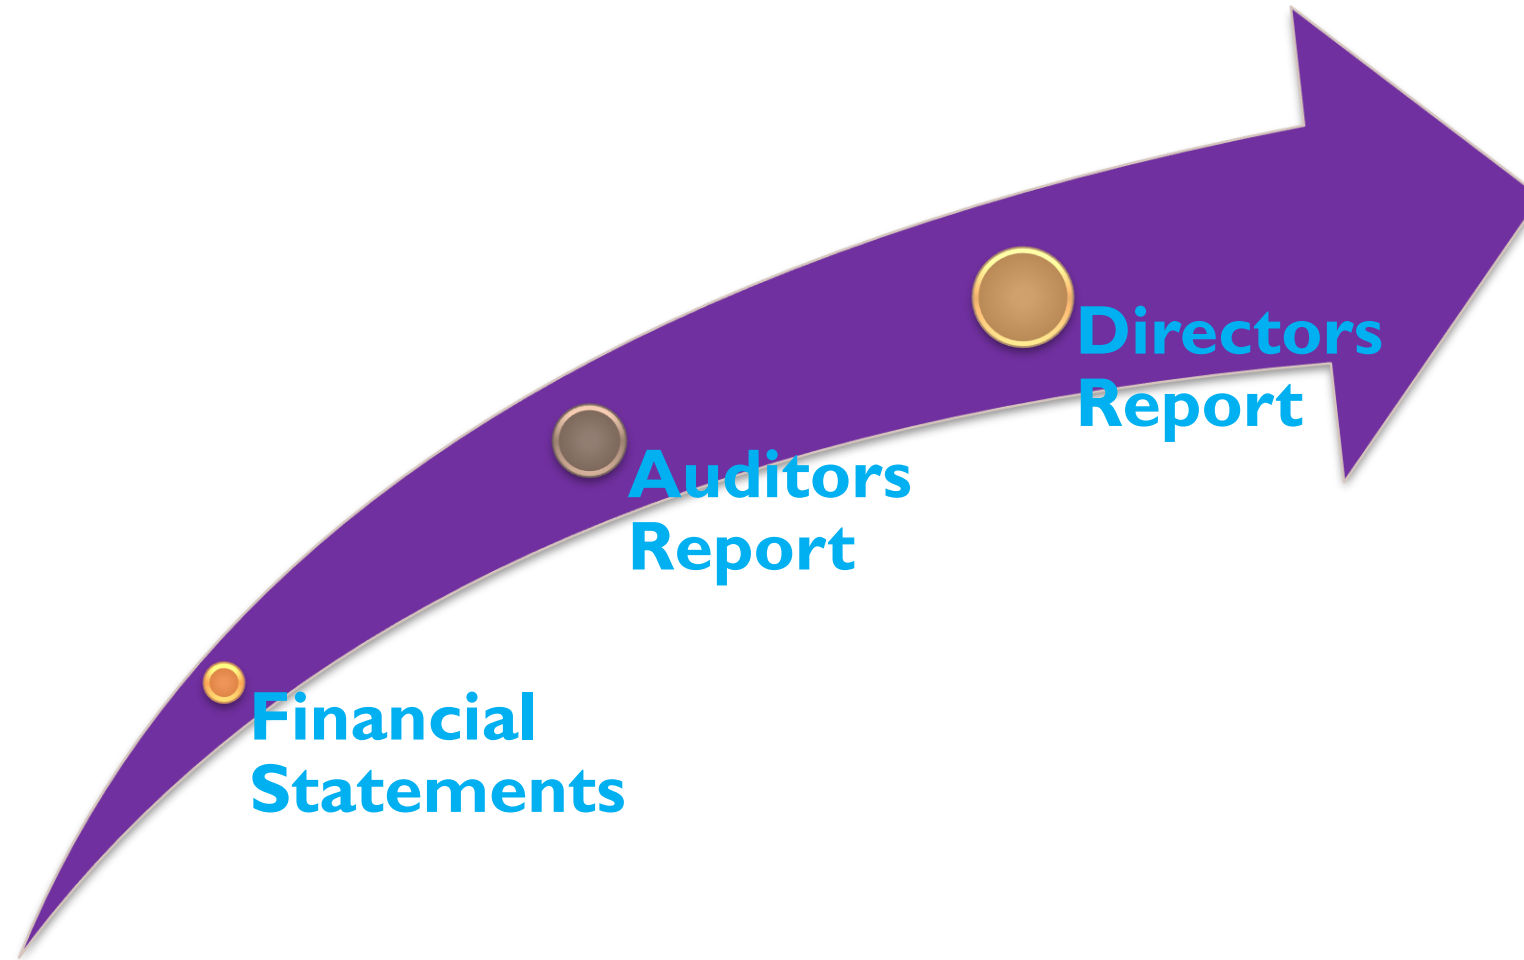 Directors
Report
Auditors
Report
Financial
Statements